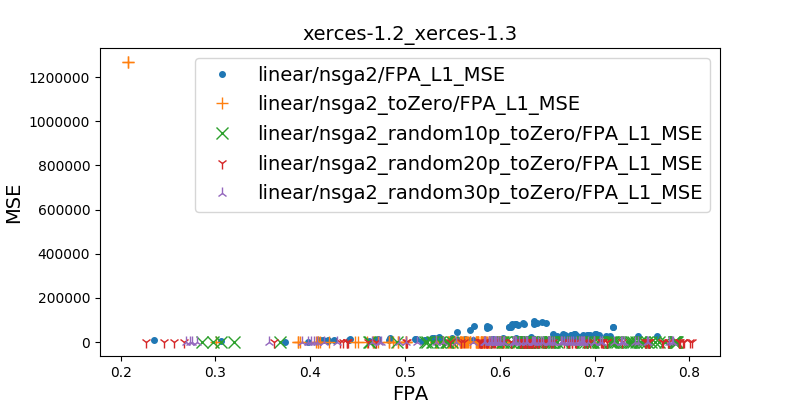 xerces-1.2_xerces-1.3
linear/nsga2/FPA_L1_MSE
linear/nsga2_toZero/FPA_L1_MSE
linear/nsga2_random10p_toZero/FPA_L1_MSE
linear/nsga2_random20p_toZero/FPA_L1_MSE
linear/nsga2_random30p_toZero/FPA_L1_MSE
MSE
1200000
1000000
800000
600000
400000
200000
0
0.2 0.3 0.4 0.5 0.6 0.7 0.8
FPA